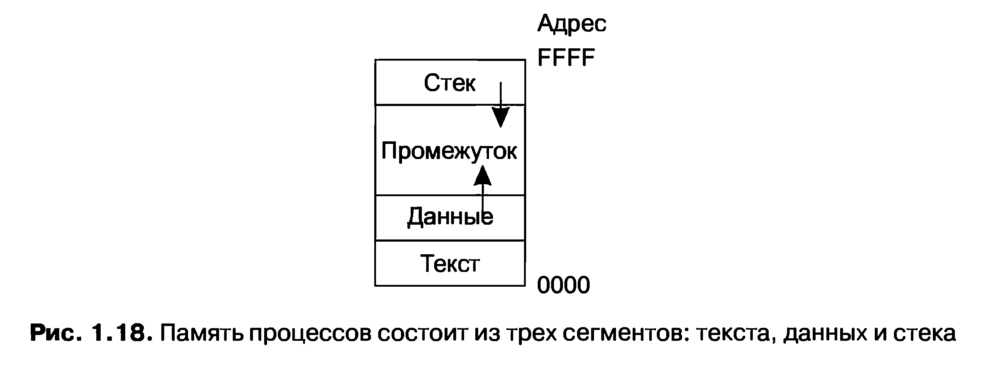 Адрес
FFFF
Стек
Промежуток
Данные
Текст
0000
Рис. 1.18. Память процессов состоит из трех сегментов: текста, данных и стека